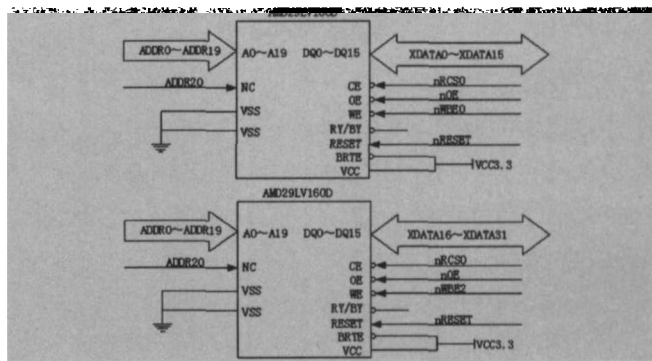 AMD29LV160D
ADDR0~ADDR19
A0~A19
DQ0~DQ15
XDATA0~XDATA15
ADDR20
NC
CE
nRCS0
OE
nOE
VSS
WE
nWBE0
VSS
RY/BY
RESET
nRESET
BRTE
VCC
VCC3.3
AMD29LV160D
ADDR0~ADDR19
A0~A19
DQ0~DQ15
XDATA16~XDATA31
ADDR20
NC
CE
nRCS0
OE
nOE
VSS
WE
nWBE2
VSS
RY/BY
RESET
nRESET
BRTE
VCC
VCC3.3